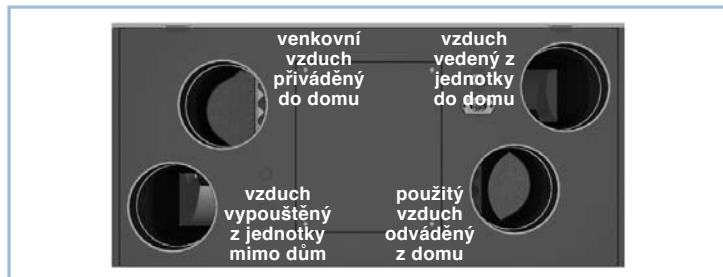 venkovní
vzduch
přiváděný
do domu
vzduch
vedený z
jednotky
do domu
vzduch
vypouštěný
z jednotky
mimo dům
použitý
vzduch
odváděný
z domu